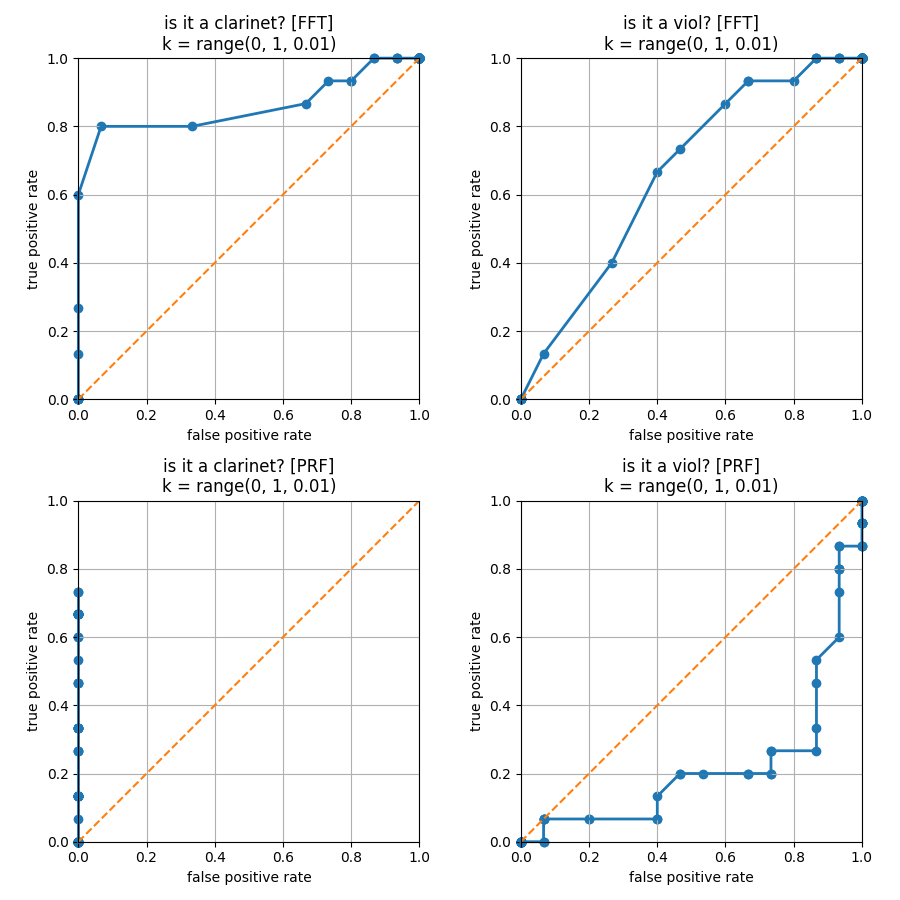 is it a clarinet? [FFT]
k = range(0, 1, 0.01)
1.0
0.8
0.6
0.4
0.2
0.0
true positive rate
0.0 0.2 0.4 0.6 0.8 1.0
false positive rate
is it a viol? [FFT]
k = range(0, 1, 0.01)
1.0
0.8
0.6
0.4
0.2
0.0
true positive rate
0.0 0.2 0.4 0.6 0.8 1.0
false positive rate
is it a clarinet? [PRF]
k = range(0, 1, 0.01)
1.0
0.8
0.6
0.4
0.2
0.0
true positive rate
0.0 0.2 0.4 0.6 0.8 1.0
false positive rate
is it a viol? [PRF]
k = range(0, 1, 0.01)
1.0
0.8
0.6
0.4
0.2
0.0
true positive rate
0.0 0.2 0.4 0.6 0.8 1.0
false positive rate